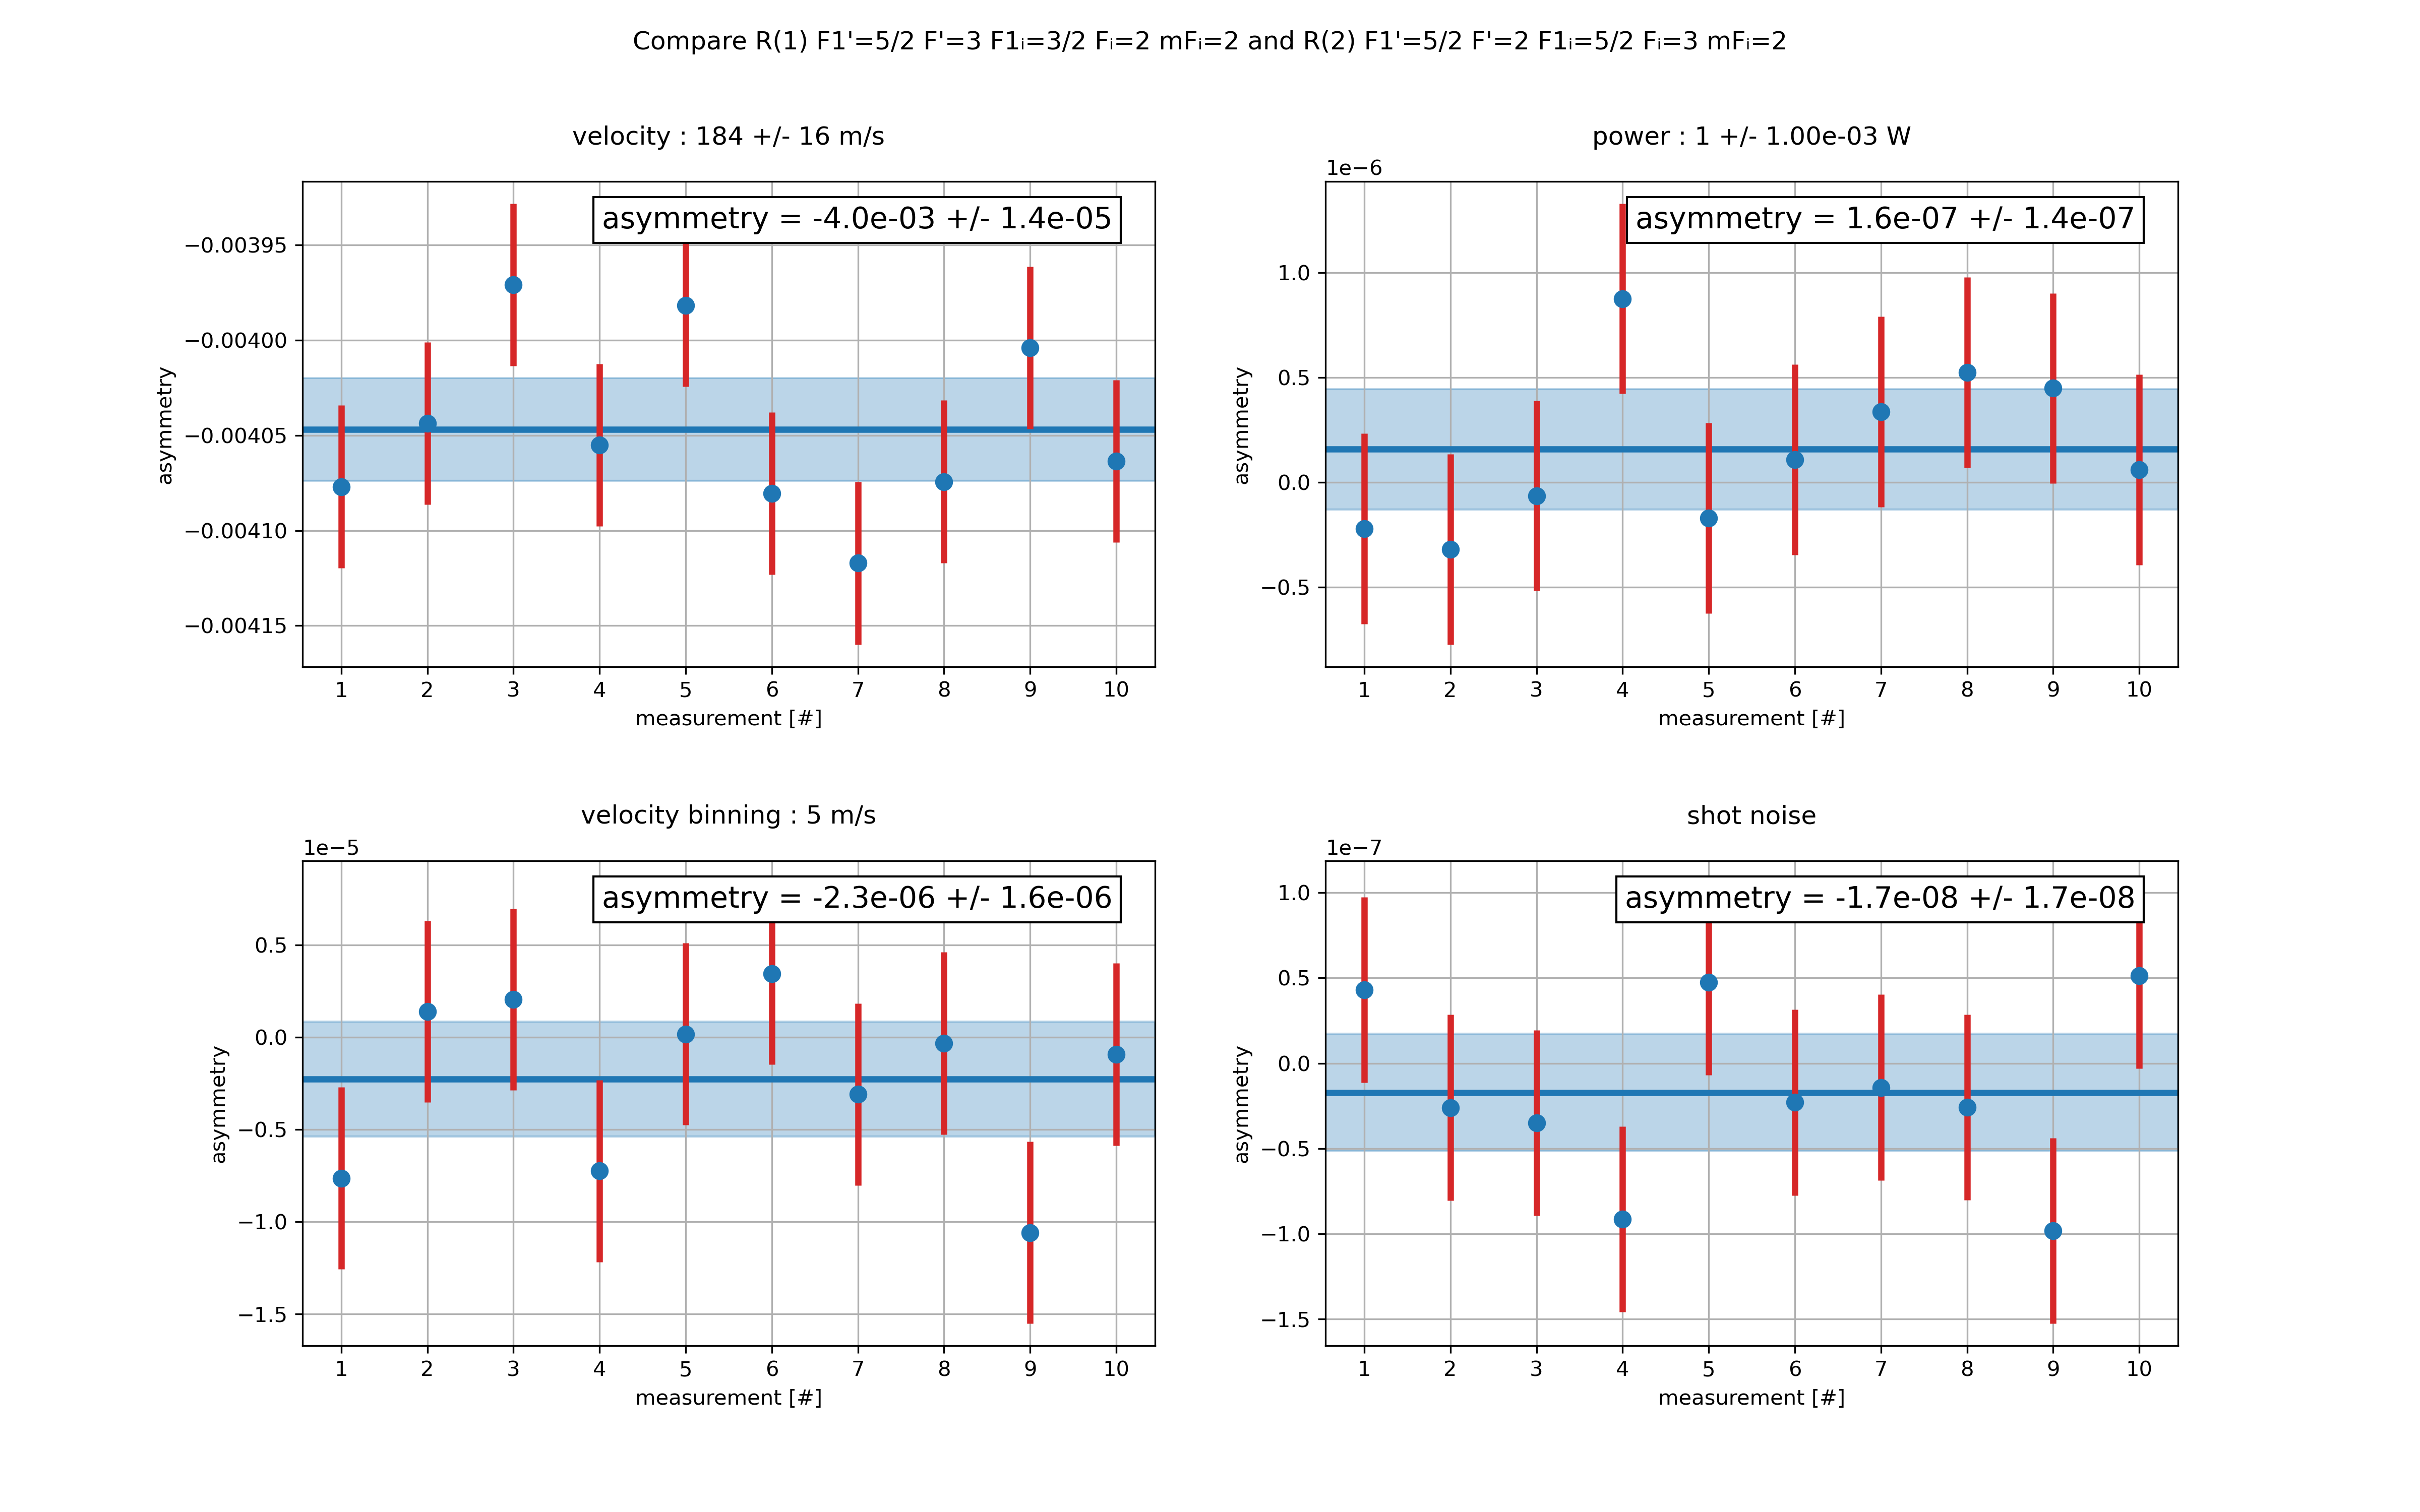 Compare R(1) F1'=5/2 F'=3 F1ᵢ=3/2 Fᵢ=2 mFᵢ=2 and R(2) F1'=5/2 F'=2 F1ᵢ=5/2 Fᵢ=3 mFᵢ=2
velocity : 184 +/- 16 m/s
asymmetry = -4.0e-03 +/- 1.4e-05
−0.00395
−0.00400
−0.00405
−0.00410
−0.00415
asymmetry
1 2 3 4 5 6 7 8 9 10
measurement [#]
power : 1 +/- 1.00e-03 W
1e−6
asymmetry = 1.6e-07 +/- 1.4e-07
1.0
0.5
0.0
−0.5
asymmetry
1 2 3 4 5 6 7 8 9 10
measurement [#]
velocity binning : 5 m/s
1e−5
asymmetry = -2.3e-06 +/- 1.6e-06
0.5
0.0
−0.5
−1.0
−1.5
asymmetry
1 2 3 4 5 6 7 8 9 10
measurement [#]
shot noise
1e−7
asymmetry = -1.7e-08 +/- 1.7e-08
1.0
0.5
0.0
−0.5
−1.0
−1.5
asymmetry
1 2 3 4 5 6 7 8 9 10
measurement [#]